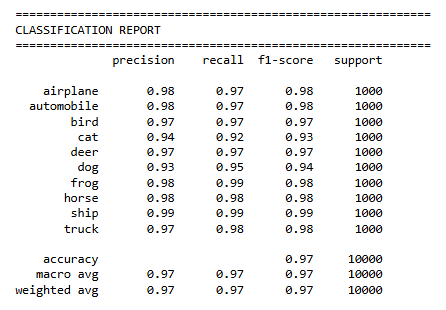 ================================================================
CLASSIFICATION REPORT
================================================================
precision recall f1-score support
airplane 0.98 0.97 0.98 1000
automobile 0.98 0.97 0.98 1000
bird 0.97 0.97 0.97 1000
cat 0.94 0.92 0.93 1000
deer 0.97 0.97 0.97 1000
dog 0.93 0.95 0.94 1000
frog 0.98 0.99 0.98 1000
horse 0.98 0.98 0.98 1000
ship 0.99 0.99 0.99 1000
truck 0.97 0.98 0.98 1000
accuracy 0.97 10000
macro avg 0.97 0.97 0.97 10000
weighted avg 0.97 0.97 0.97 10000